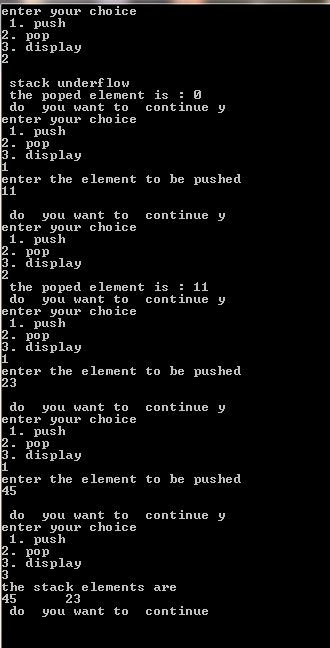 enter your choice
 1. push
2. pop
3. display
2
 stack underflow
 the poped element is : 0
 do  you want to  continue y
enter your choice
 1. push
2. pop
3. display
1
enter the element to be pushed
11
 do  you want to  continue y
enter your choice
 1. push
2. pop
3. display
2
 the poped element is : 11
 do  you want to  continue y
enter your choice
 1. push
2. pop
3. display
1
enter the element to be pushed
23
 do  you want to  continue y
enter your choice
 1. push
2. pop
3. display
1
enter the element to be pushed
45
 do  you want to  continue y
enter your choice
 1. push
2. pop
3. display
3
the stack elements are
45      23
 do  you want to  continue